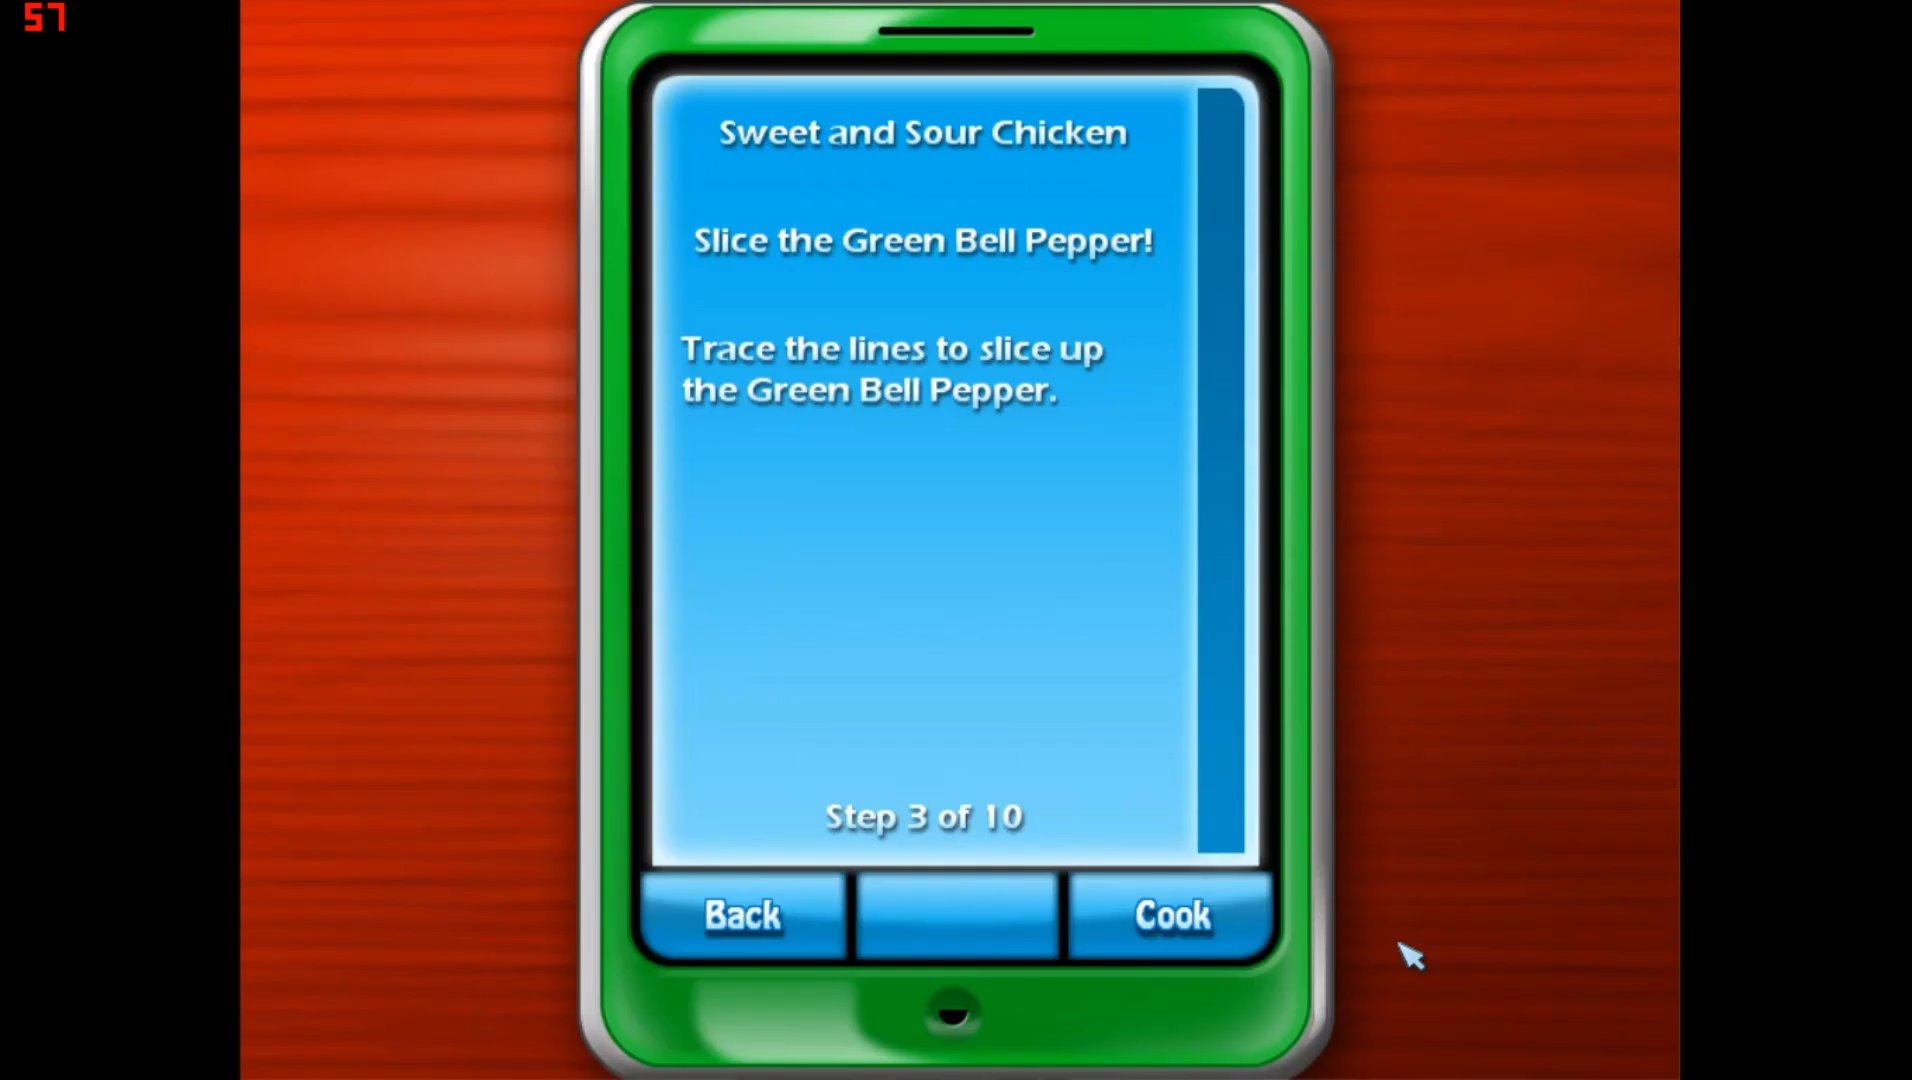 57
Sweet and Sour Chicken
Slice the Green Bell Pepper!
Trace the lines to slice up
the Green Bell Pepper.
Step 3 of 10
Back
Cook